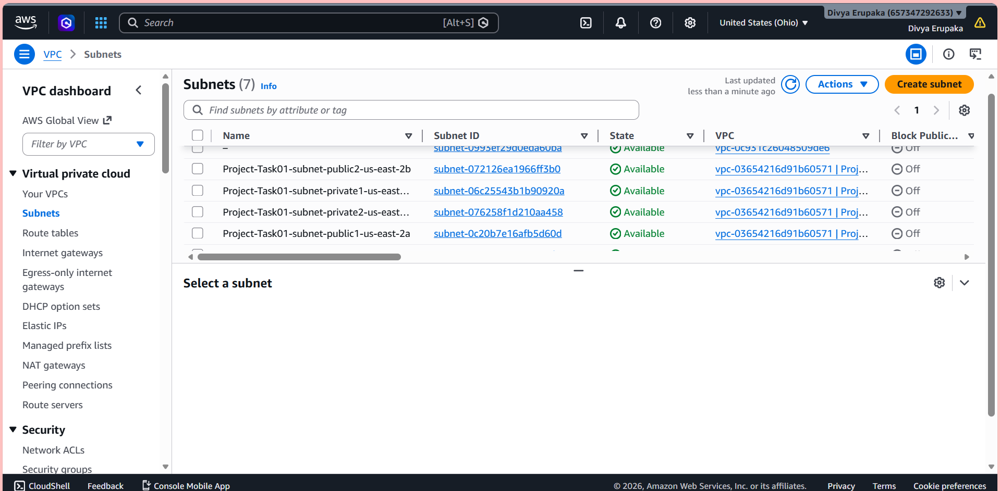 aws
Search
[Alt+S]
United States (Ohio)
Divya Erupaka (657347292633)
Divya Erupaka
VPC
Subnets
VPC dashboard
AWS Global View
Filter by VPC
Virtual private cloud
Your VPCs
Subnets
Route tables
Internet gateways
Egress-only internet
gateways
DHCP option sets
Elastic IPs
Managed prefix lists
NAT gateways
Peering connections
Route servers
Security
Network ACLs
Security groups
Subnets (7) Info
Last updated
less than a minute ago
Actions
Create subnet
Find subnets by attribute or tag
1
Name Subnet ID State VPC Block Public...
– subnet-0993ef29d0eda60ba Available vpc-0c931c26048509de6 Off
Project-Task01-subnet-public2-us-east-2b subnet-072126ea1966ff3b0 Available vpc-03654216d91b60571 | Proj... Off
Project-Task01-subnet-private1-us-east... subnet-06c25543b1b90920a Available vpc-03654216d91b60571 | Proj... Off
Project-Task01-subnet-private2-us-east... subnet-076258f1d210aa458 Available vpc-03654216d91b60571 | Proj... Off
Project-Task01-subnet-public1-us-east-2a subnet-0c20b7e16afb5d60d Available vpc-03654216d91b60571 | Proj... Off
Select a subnet
CloudShell Feedback Console Mobile App © 2026, Amazon Web Services, Inc. or its affiliates. Privacy Terms Cookie preferences